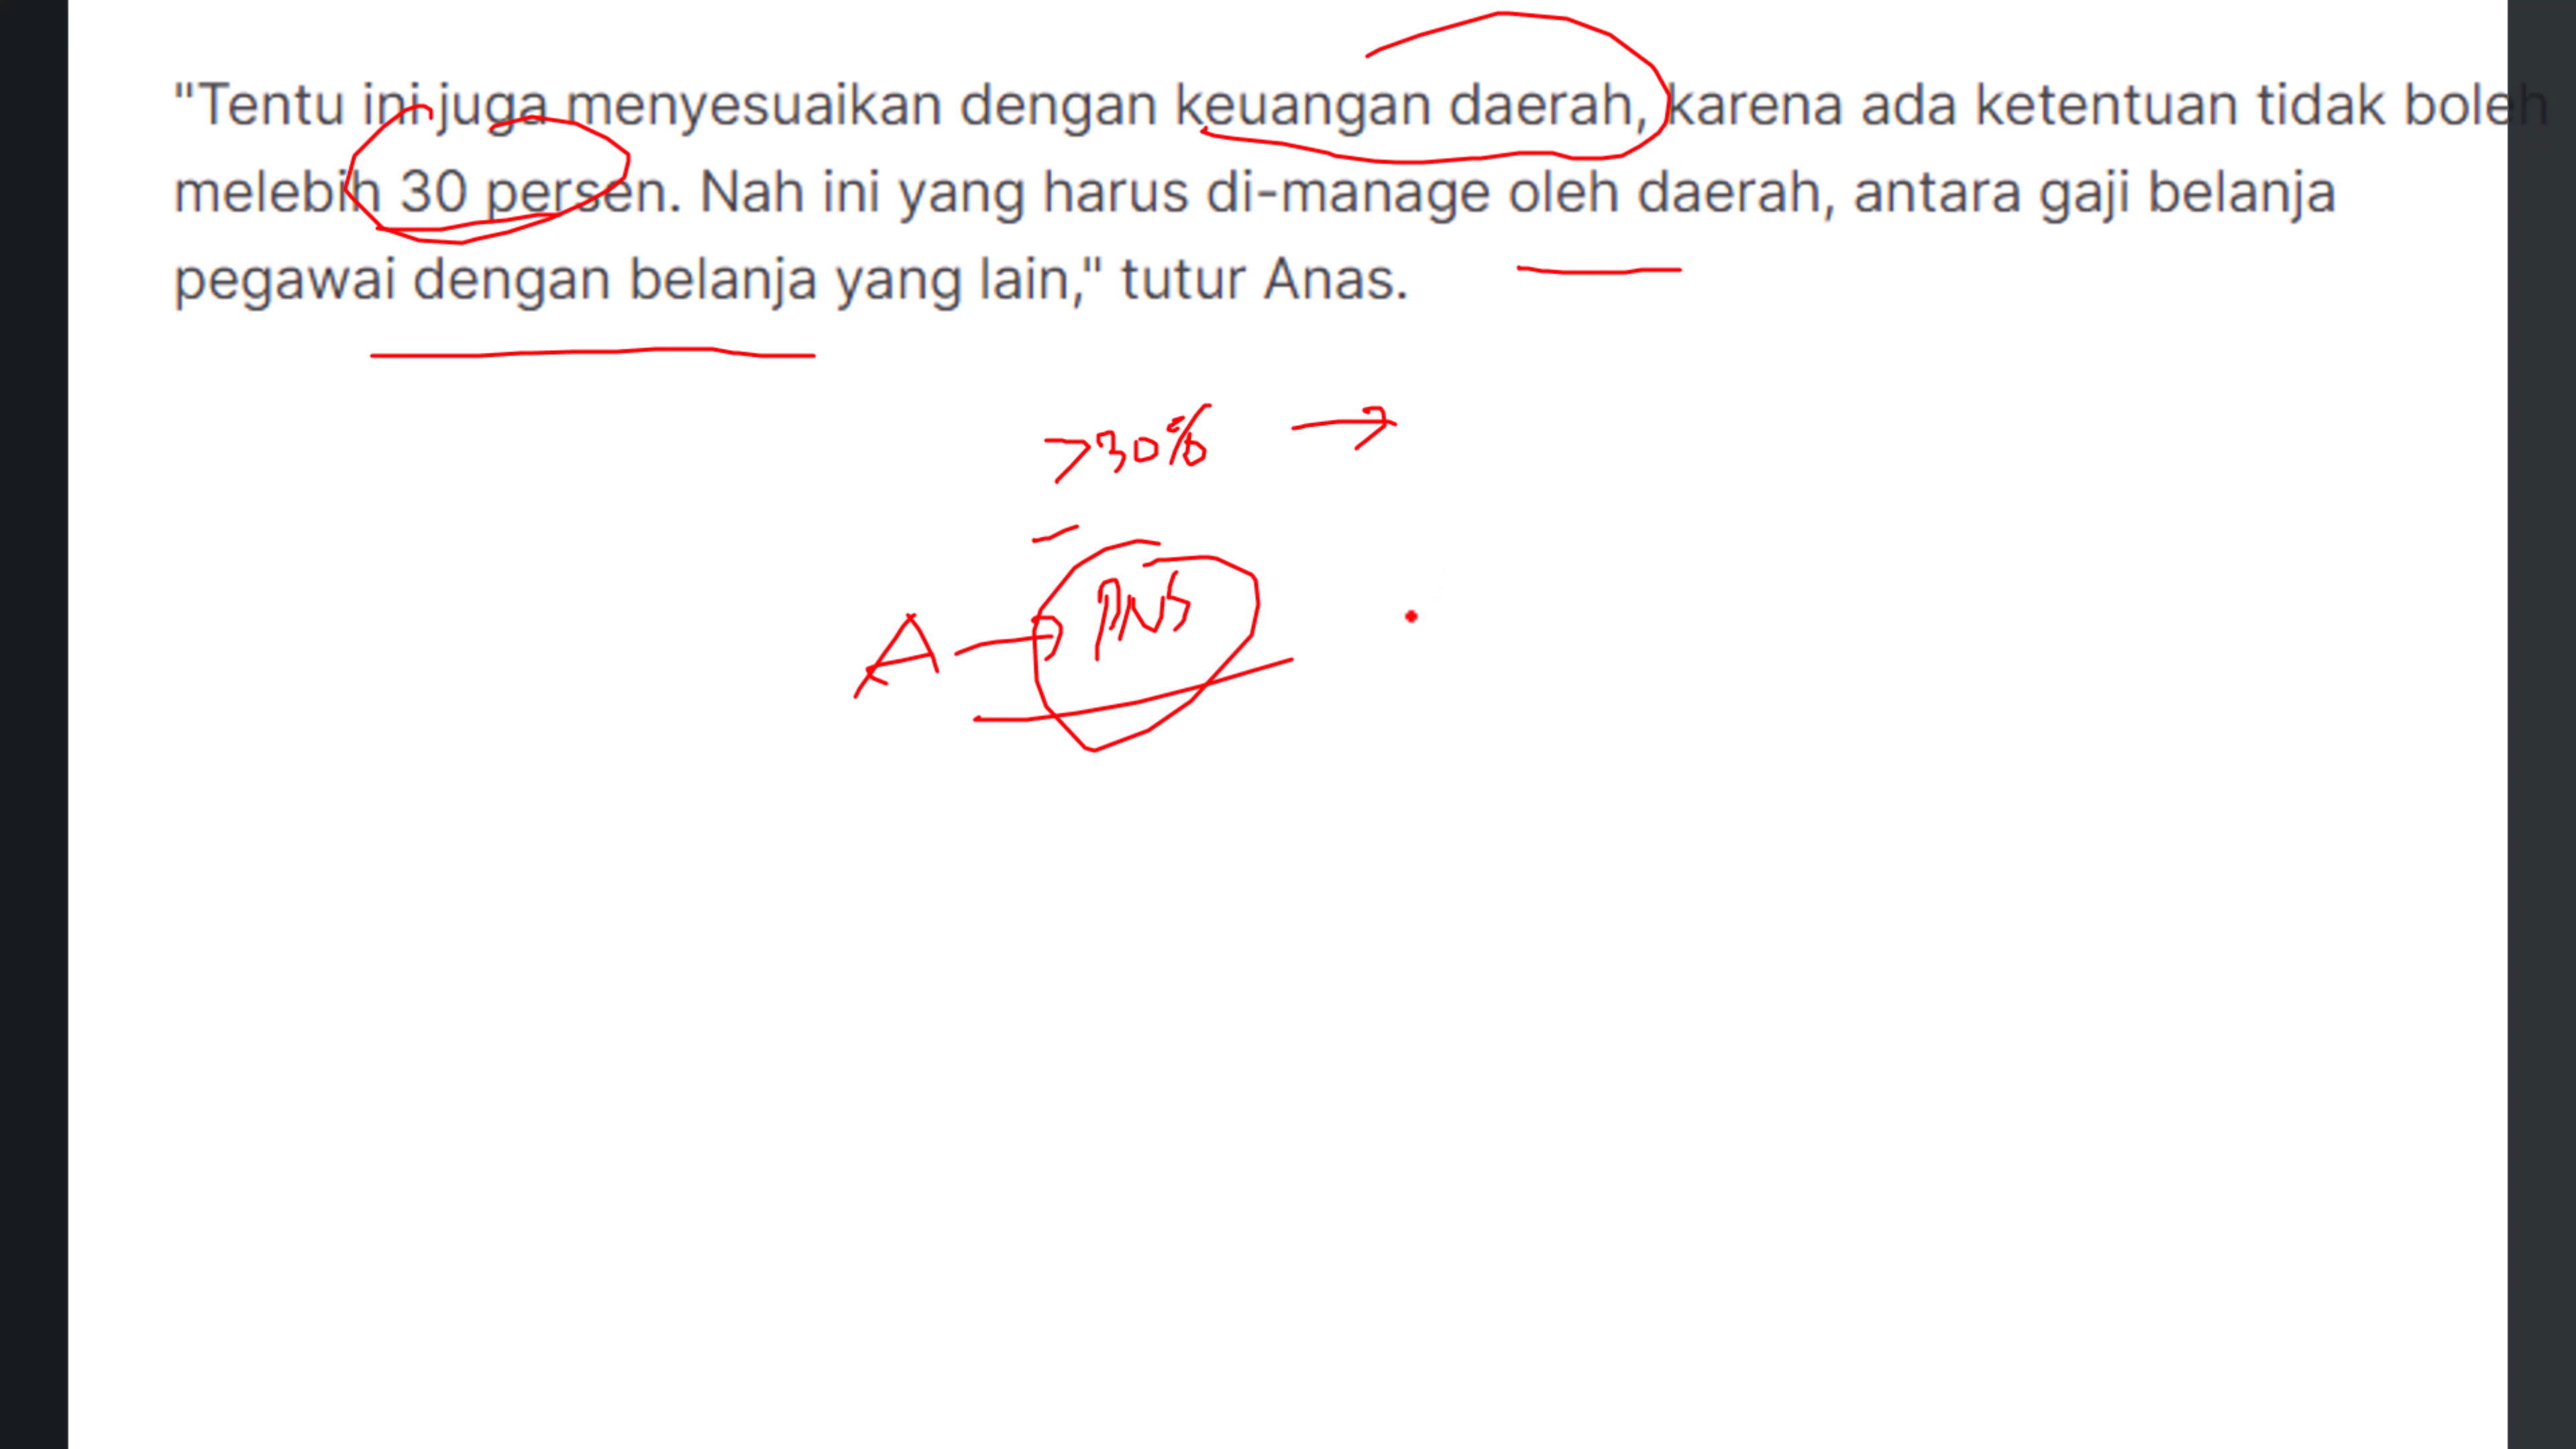 "Tentu ini juga menyesuaikan dengan keuangan daerah, karena ada ketentuan tidak boleh
melebih 30 persen. Nah ini yang harus di-manage oleh daerah, antara gaji belanja
pegawai dengan belanja yang lain," tutur Anas.
>30% →
A → PNS